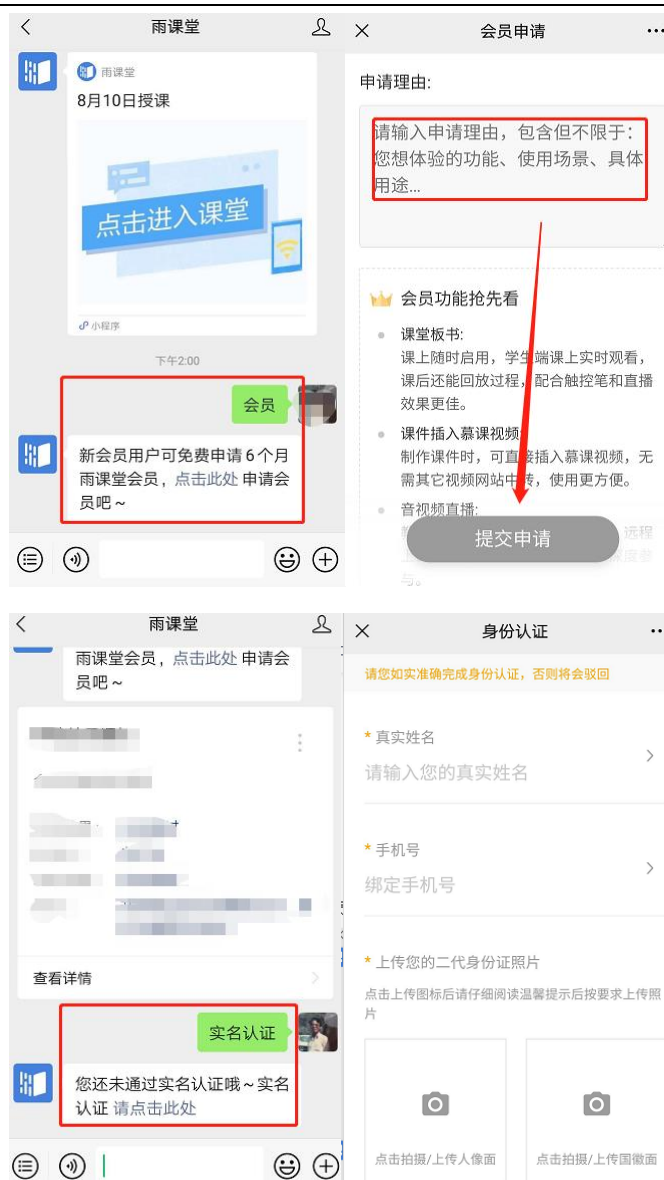 雨课堂
雨课堂
8月10日授课
点击进入课堂
小程序
下午2:00
会员
新会员用户可免费申请6个月
雨课堂会员，点击此处 申请会
员吧～
会员申请
申请理由:
请输入申请理由，包含但不限于：
您想体验的功能、使用场景、具体
用途...
会员功能抢先看
课堂板书:
课上随时启用，学生端课上实时观看，
课后还能回放过程，配合触控笔和直播
效果更佳。
课件插入慕课视频
制作课件时，可直接插入慕课视频，无
需其它视频网站中转，使用更方便。
音视频直播:
远程
提交申请
与。
雨课堂
雨课堂会员，点击此处 申请会
员吧～
查看详情
实名认证
您还未通过实名认证哦～实名
认证 请点击此处
身份认证
请您如实准确完成身份认证，否则将会驳回
* 真实姓名
请输入您的真实姓名
* 手机号
绑定手机号
* 上传您的二代身份证照片
点击上传图标后请仔细阅读温馨提示后按要求上传照
片
点击拍摄/上传人像面
点击拍摄/上传国徽面